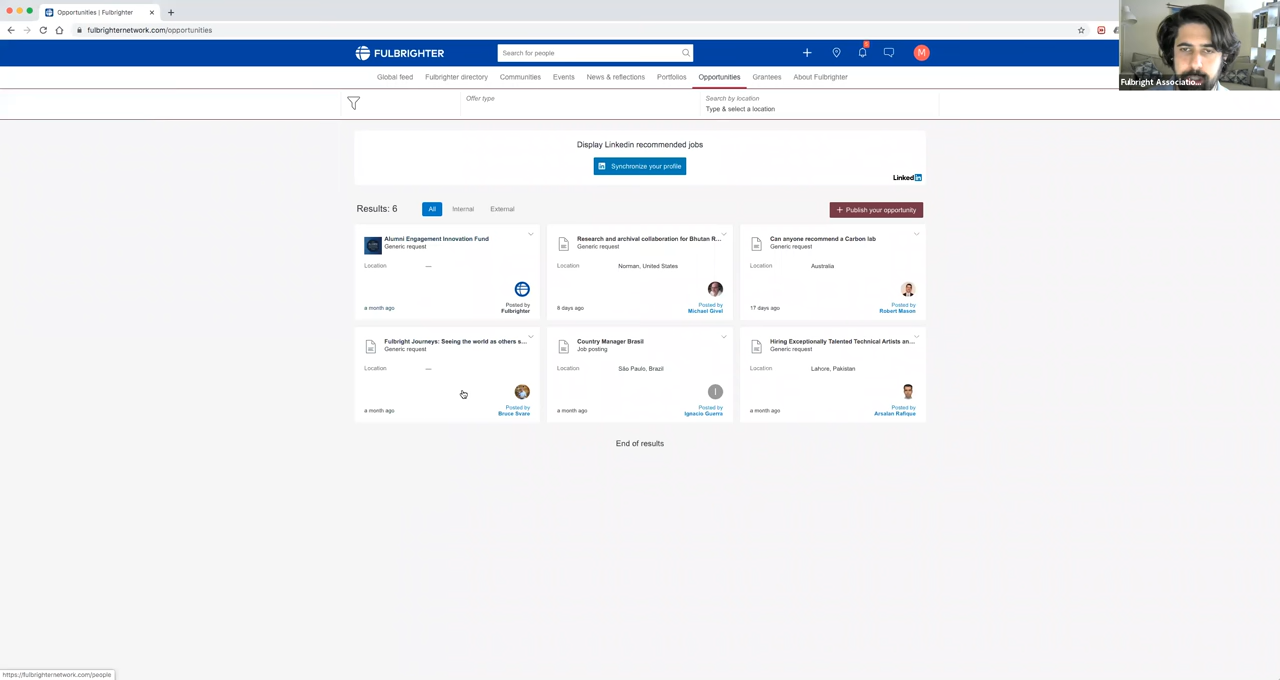 Opportunities | Fulbrighter
fulbrighternetwork.com/opportunities
FULBRIGHTER
Search for people
M
Fulbright Associatio...
Global feed
Fulbrighter directory
Communities
Events
News & reflections
Portfolios
Opportunities
Grantees
About Fulbrighter
Offer type
Search by location
Type & select a location
Display Linkedin recommended jobs
in Synchronize your profile
Linked in
Results: 6
All
Internal
External
+ Publish your opportunity
Alumni Engagement Innovation Fund
Generic request
Location —
Posted by
a month ago Fulbrighter
Research and archival collaboration for Bhutan R...
Generic request
Location Norman, United States
Posted by
8 days ago Michael Givel
Can anyone recommend a Carbon lab
Generic request
Location Australia
Posted by
17 days ago Robert Mason
Fulbright Journeys: Seeing the world as others s...
Generic request
Location —
Posted by
a month ago Bruce Svare
Country Manager Brasil
Job posting
Location São Paulo, Brazil
I
Posted by
a month ago Ignacio Guerra
Hiring Exceptionally Talented Technical Artists an...
Generic request
Location Lahore, Pakistan
Posted by
a month ago Arsalan Rafique
End of results
https://fulbrighternetwork.com/people